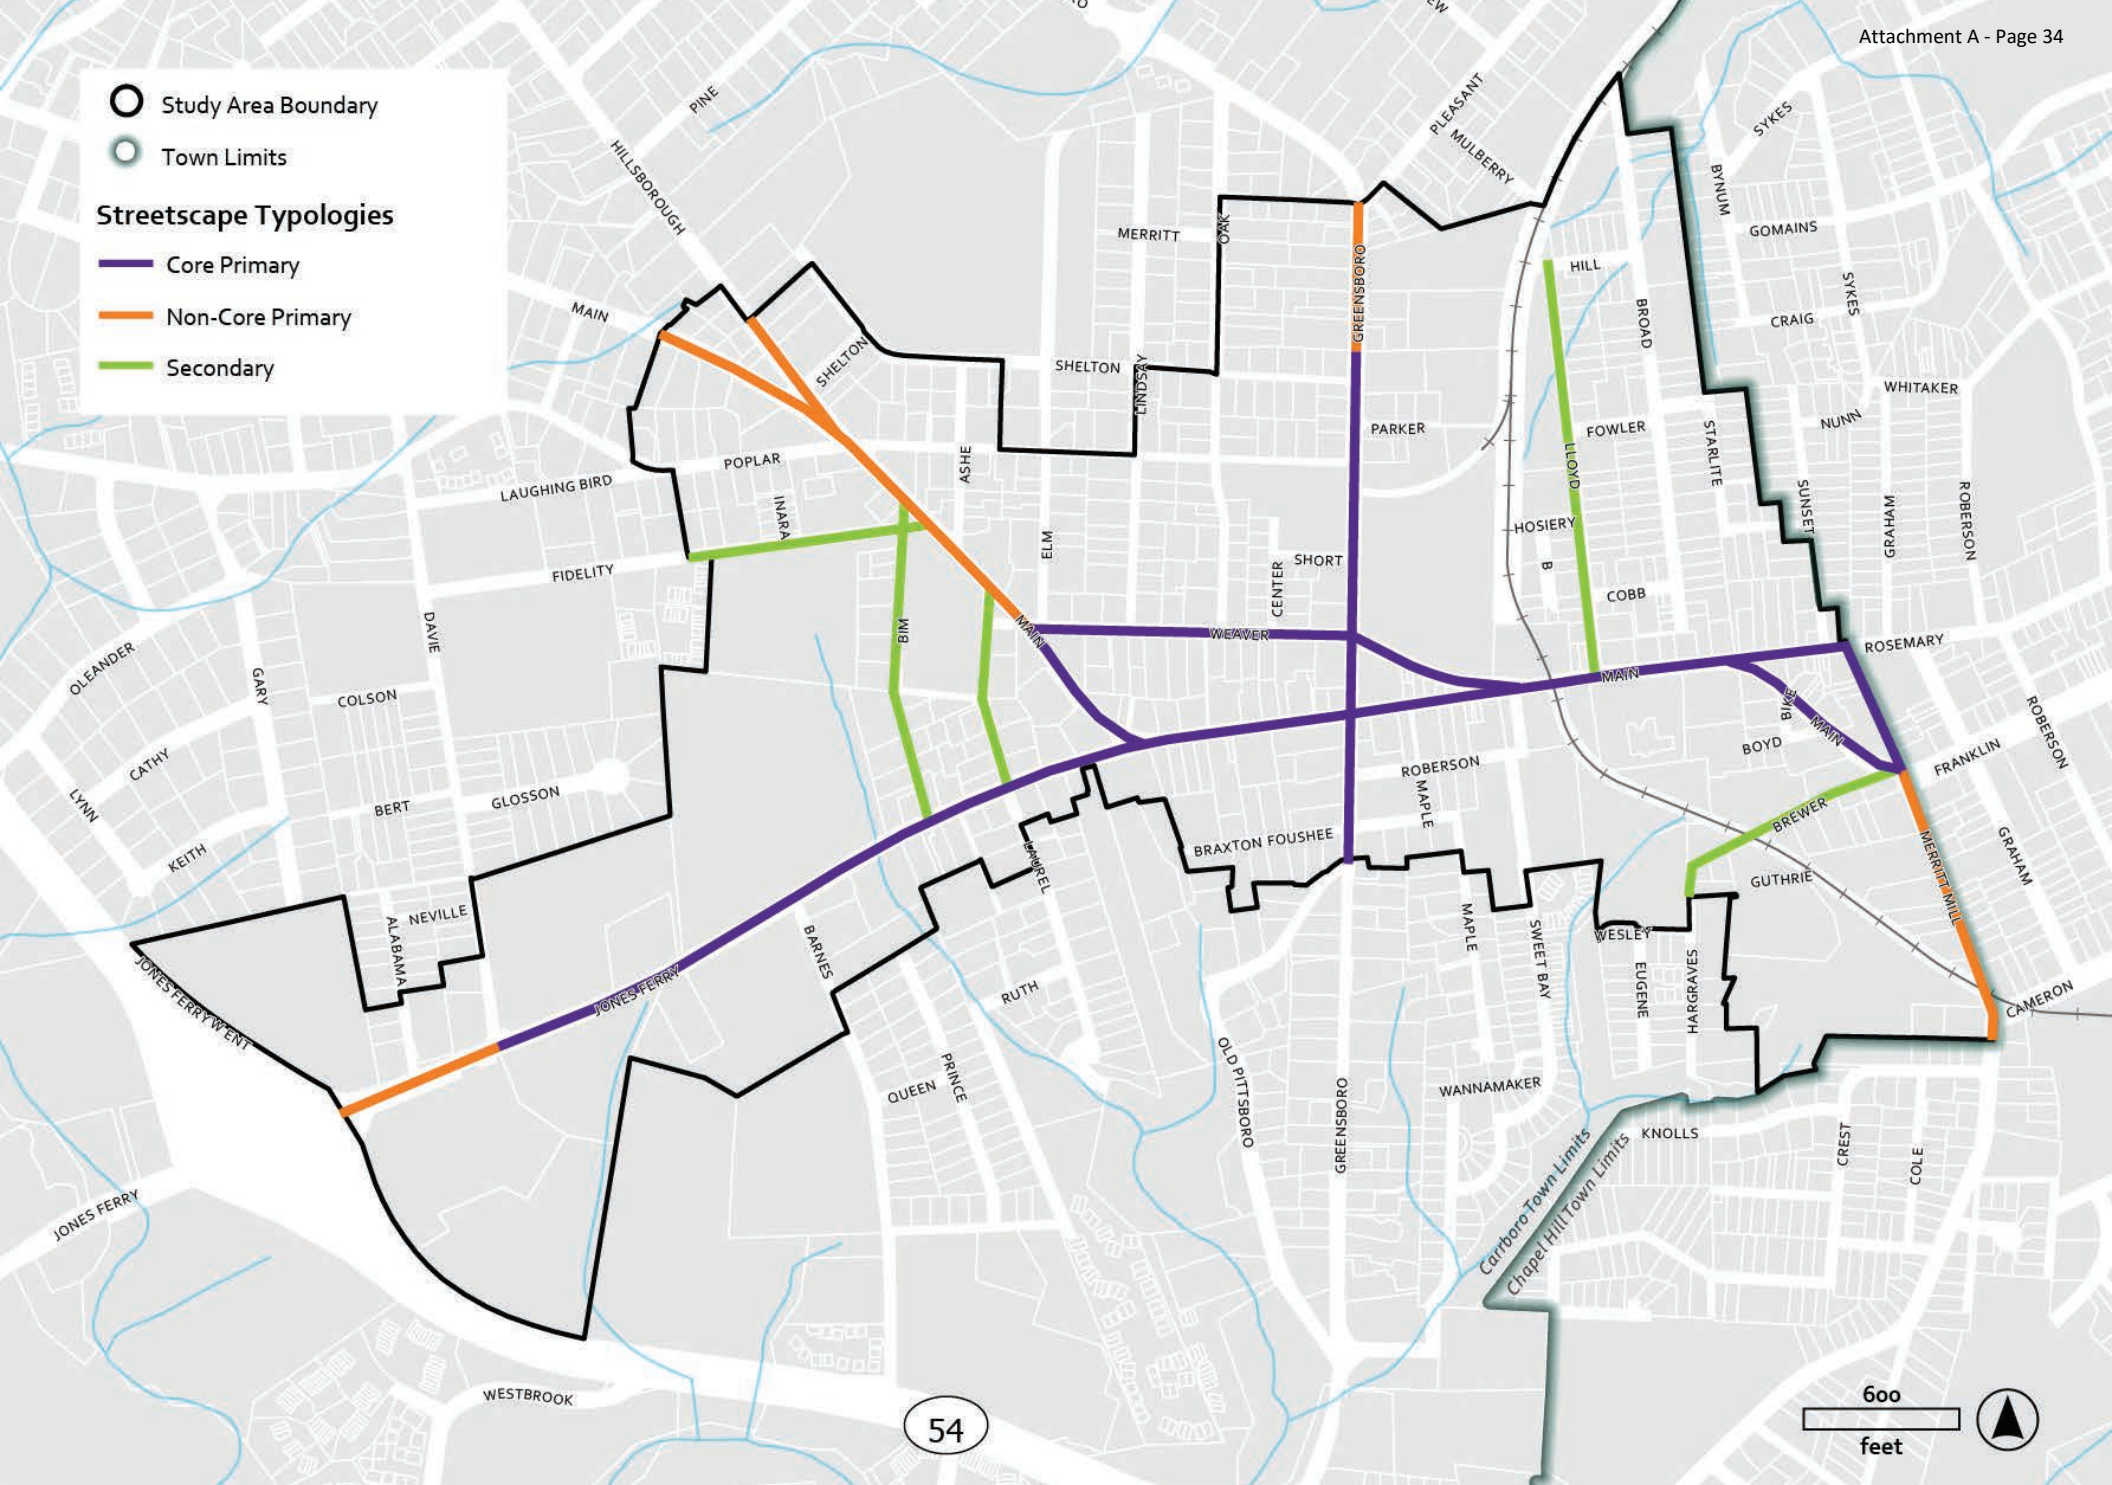 Attachment A - Page 34
Study Area Boundary
Town Limits
Streetscape Typologies
Core Primary
Non-Core Primary
Secondary
EW
PINE
PLEASANT
MULBERRY
SYKES
HILLSBOROUGH
BYNUM
MERRITT
OAK
GOMAINS
GREENSBORO
HILL
SYKES
MAIN
BROAD
CRAIG
SHELTON
SHELTON
LINDSAY
WHITAKER
NUNN
PARKER
FOWLER
STARLITE
POPLAR
ASHE
LLOYD
LAUGHING BIRD
INARA
SUNSET
GRAHAM
ROBERSON
HOSIERY
ELM
SHORT
B
FIDELITY
CENTER
COBB
DAVIE
BIM
MAIN
WEAVER
ROSEMARY
OLEANDER
GARY
COLSON
MAIN
BIKE
MAIN
ROBERSON
BOYD
FRANKLIN
CATHY
ROBERSON
LYNN
BERT
GLOSSON
MAPLE
BREWER
BRAXTON FOUSHEE
KEITH
LAUREL
MERRITT MILL
GRAHAM
GUTHRIE
NEVILLE
ALABAMA
BARNES
MAPLE
SWEET BAY
WESLEY
EUGENE
HARGRAVES
JONES FERRY W ENT
JONES FERRY
RUTH
CAMERON
OLD PITTSBORO
PRINCE
QUEEN
GREENSBORO
WANNAMAKER
KNOLLS
CREST
COLE
Carrboro Town Limits
Chapel Hill Town Limits
JONES FERRY
WESTBROOK
54
600
feet